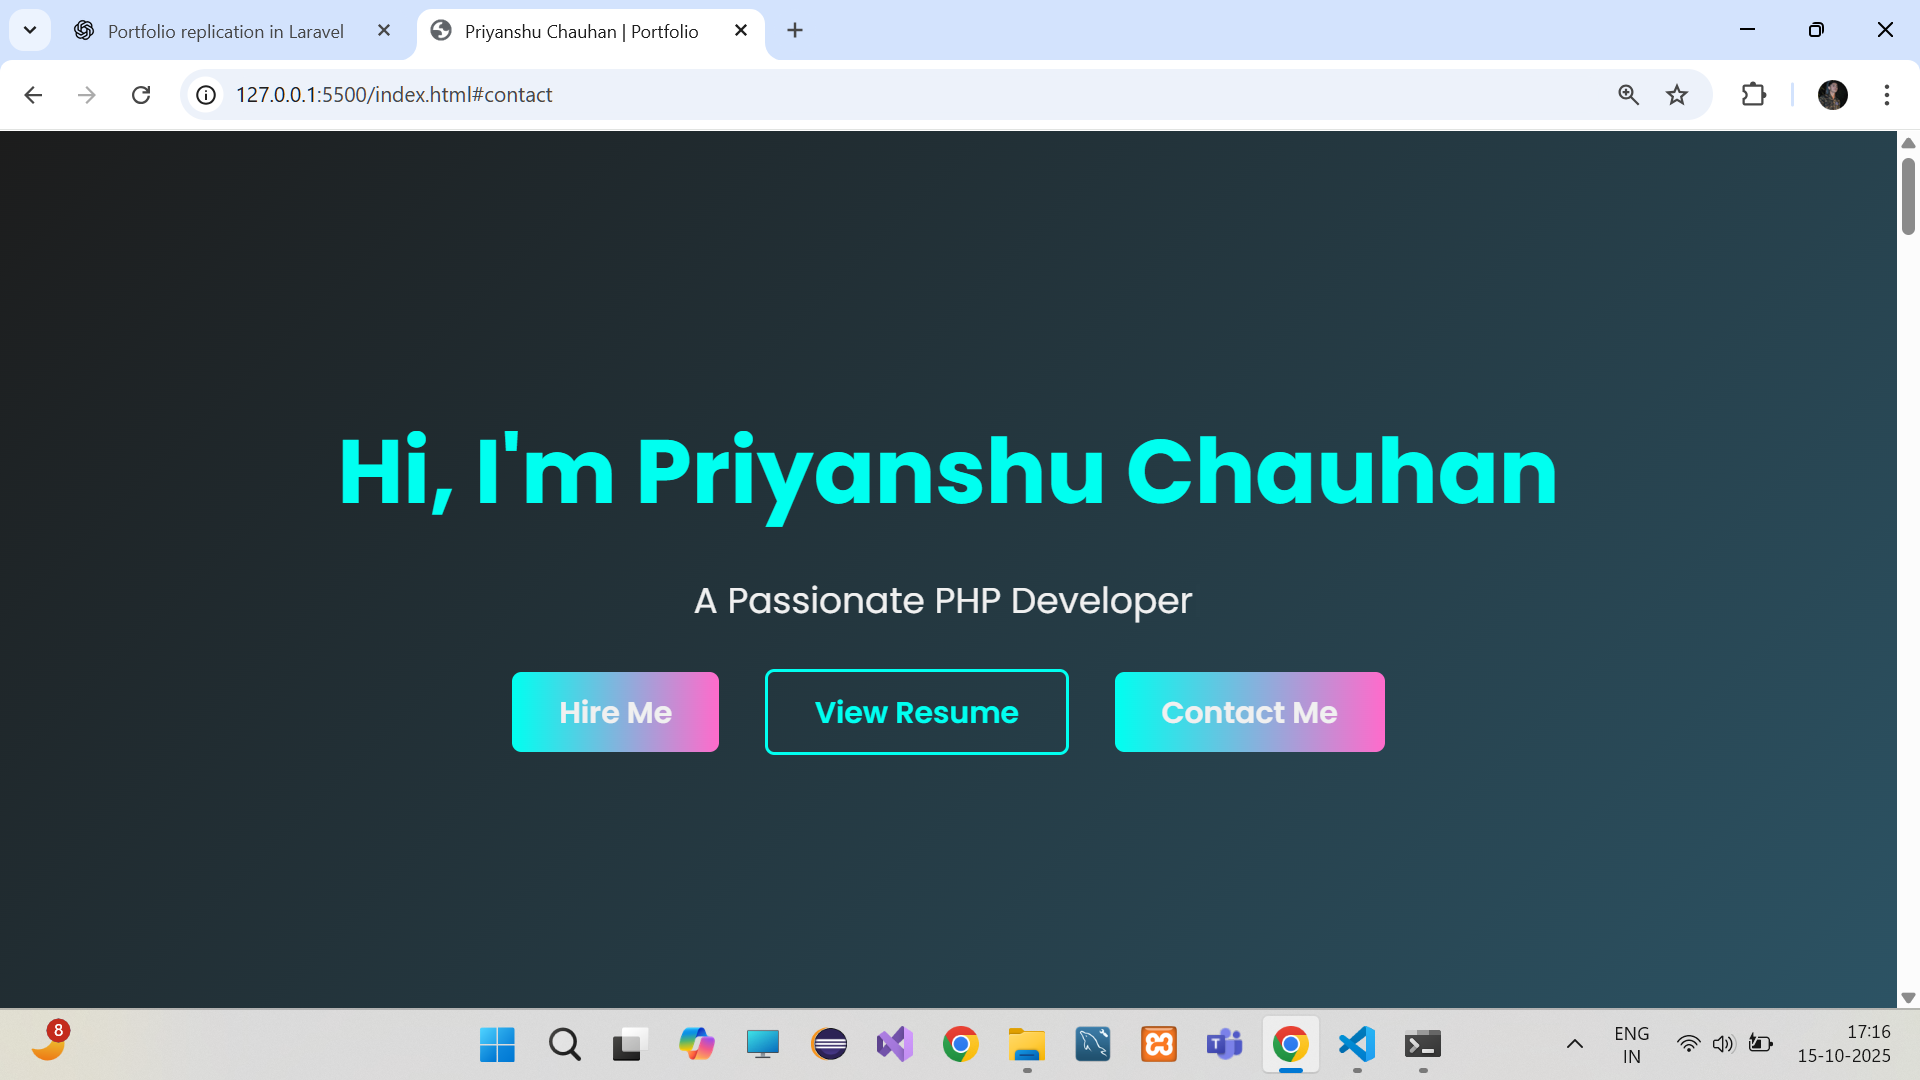 Portfolio replication in Laravel
Priyanshu Chauhan | Portfolio
127.0.0.1:5500/index.html#contact
Hi, I'm Priyanshu Chauhan
A Passionate PHP Developer
Hire Me
View Resume
Contact Me
8
ENG
IN
17:16
15-10-2025